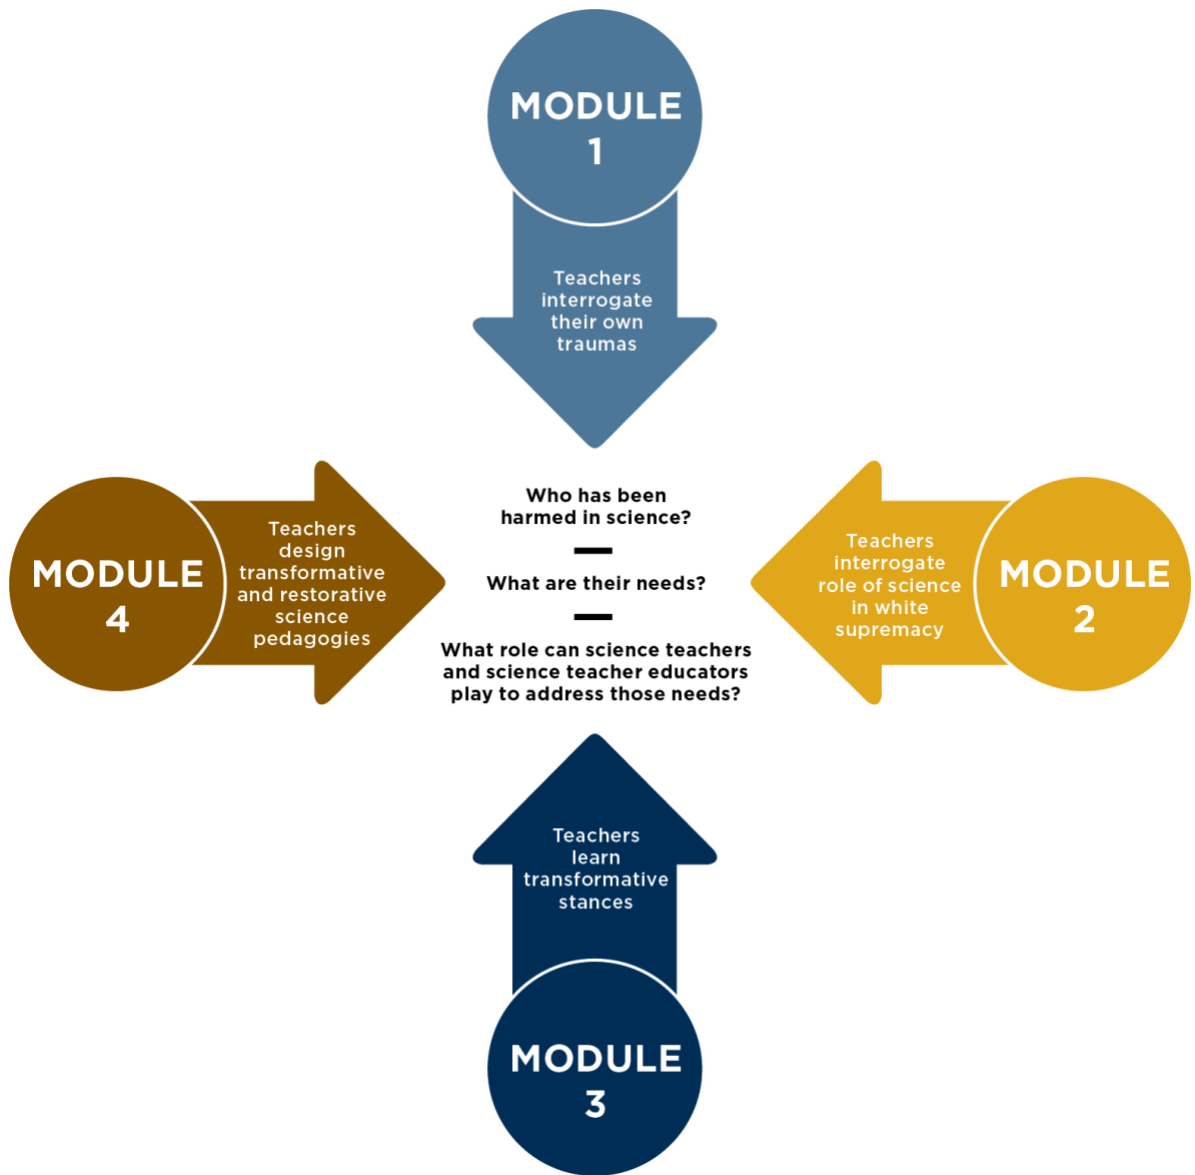 MODULE
1
Teachers
interrogate
their own
traumas
Who has been
harmed in science?
What are their needs?
What role can science teachers
and science teacher educators
play to address those needs?
MODULE
4
Teachers
design
transformative
and restorative
science
pedagogies
Teachers
interrogate
role of science
in white
supremacy
MODULE
2
Teachers
learn
transformative
stances
MODULE
3